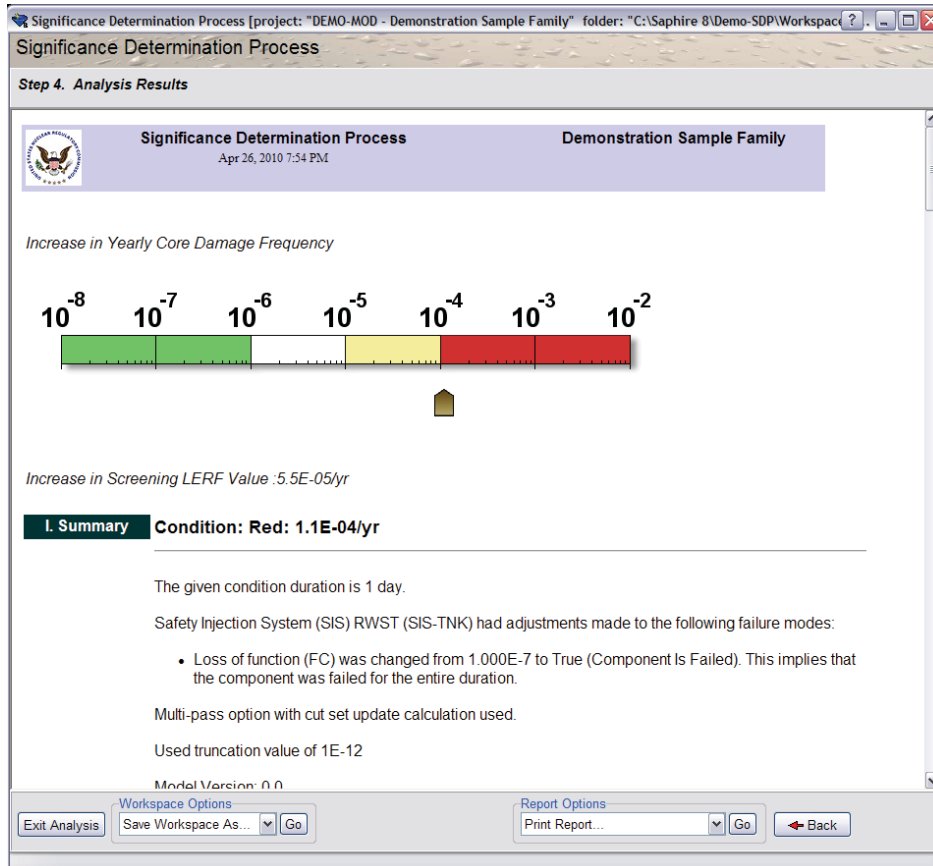 Significance Determination Process [project: "DEMO-MOD - Demonstration Sample Family" folder: "C:\Saphire 8\Demo-SDP\Workspac
Significance Determination Process
Step 4. Analysis Results
Significance Determination Process
Demonstration Sample Family
Apr 26, 2010 7:54 PM
Increase in Yearly Core Damage Frequency
10^-8 10^-7 10^-6 10^-5 10^-4 10^-3 10^-2
Increase in Screening LERF Value :5.5E-05/yr
I. Summary
Condition: Red: 1.1E-04/yr
The given condition duration is 1 day.
Safety Injection System (SIS) RWST (SIS-TNK) had adjustments made to the following failure modes:
• Loss of function (FC) was changed from 1.000E-7 to True (Component Is Failed). This implies that
the component was failed for the entire duration.
Multi-pass option with cut set update calculation used.
Used truncation value of 1E-12
Model Version: 0.0
Workspace Options
Report Options
Exit Analysis
Save Workspace As...
Go
Print Report...
Go
Back